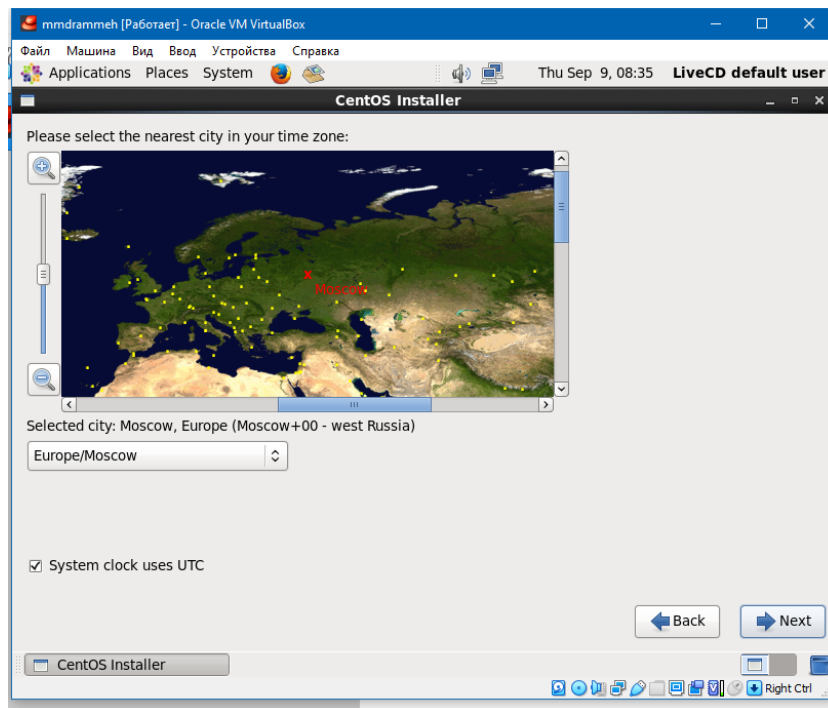 mmdrammeh [Работает] - Oracle VM VirtualBox
Файл Машина Вид Ввод Устройства Справка
Applications Places System Thu Sep 9, 08:35 LiveCD default user
CentOS Installer
Please select the nearest city in your time zone:
Moscow
Selected city: Moscow, Europe (Moscow+00 - west Russia)
Europe/Moscow
System clock uses UTC
Back Next
CentOS Installer
Right Ctrl